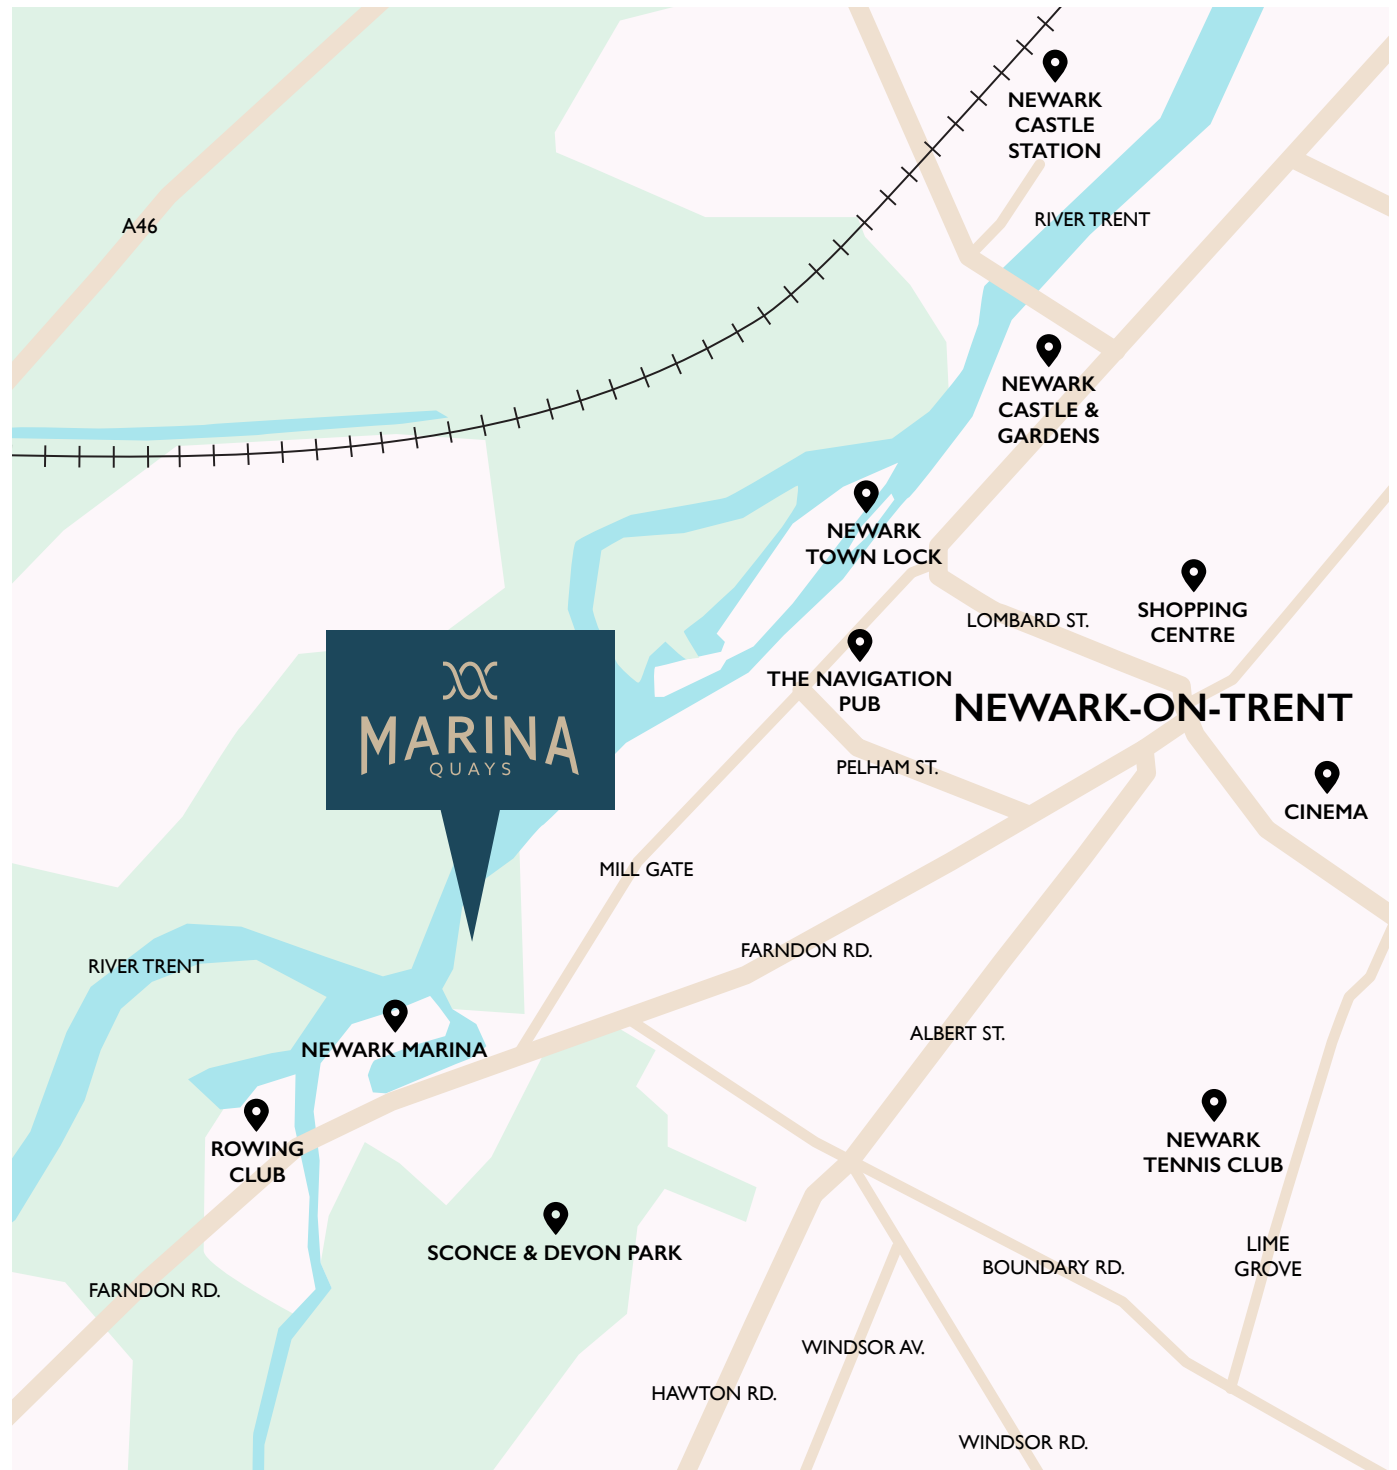 NEWARK
CASTLE
STATION
RIVER TRENT
A46
NEWARK
CASTLE &
GARDENS
NEWARK
TOWN LOCK
SHOPPING
CENTRE
LOMBARD ST.
THE NAVIGATION
PUB
NEWARK-ON-TRENT
MARINA
QUAYS
PELHAM ST.
CINEMA
MILL GATE
FARNDON RD.
RIVER TRENT
ALBERT ST.
NEWARK MARINA
ROWING
CLUB
NEWARK
TENNIS CLUB
SCONCE & DEVON PARK
LIME
GROVE
BOUNDARY RD.
FARNDON RD.
WINDSOR AV.
HAWTON RD.
WINDSOR RD.